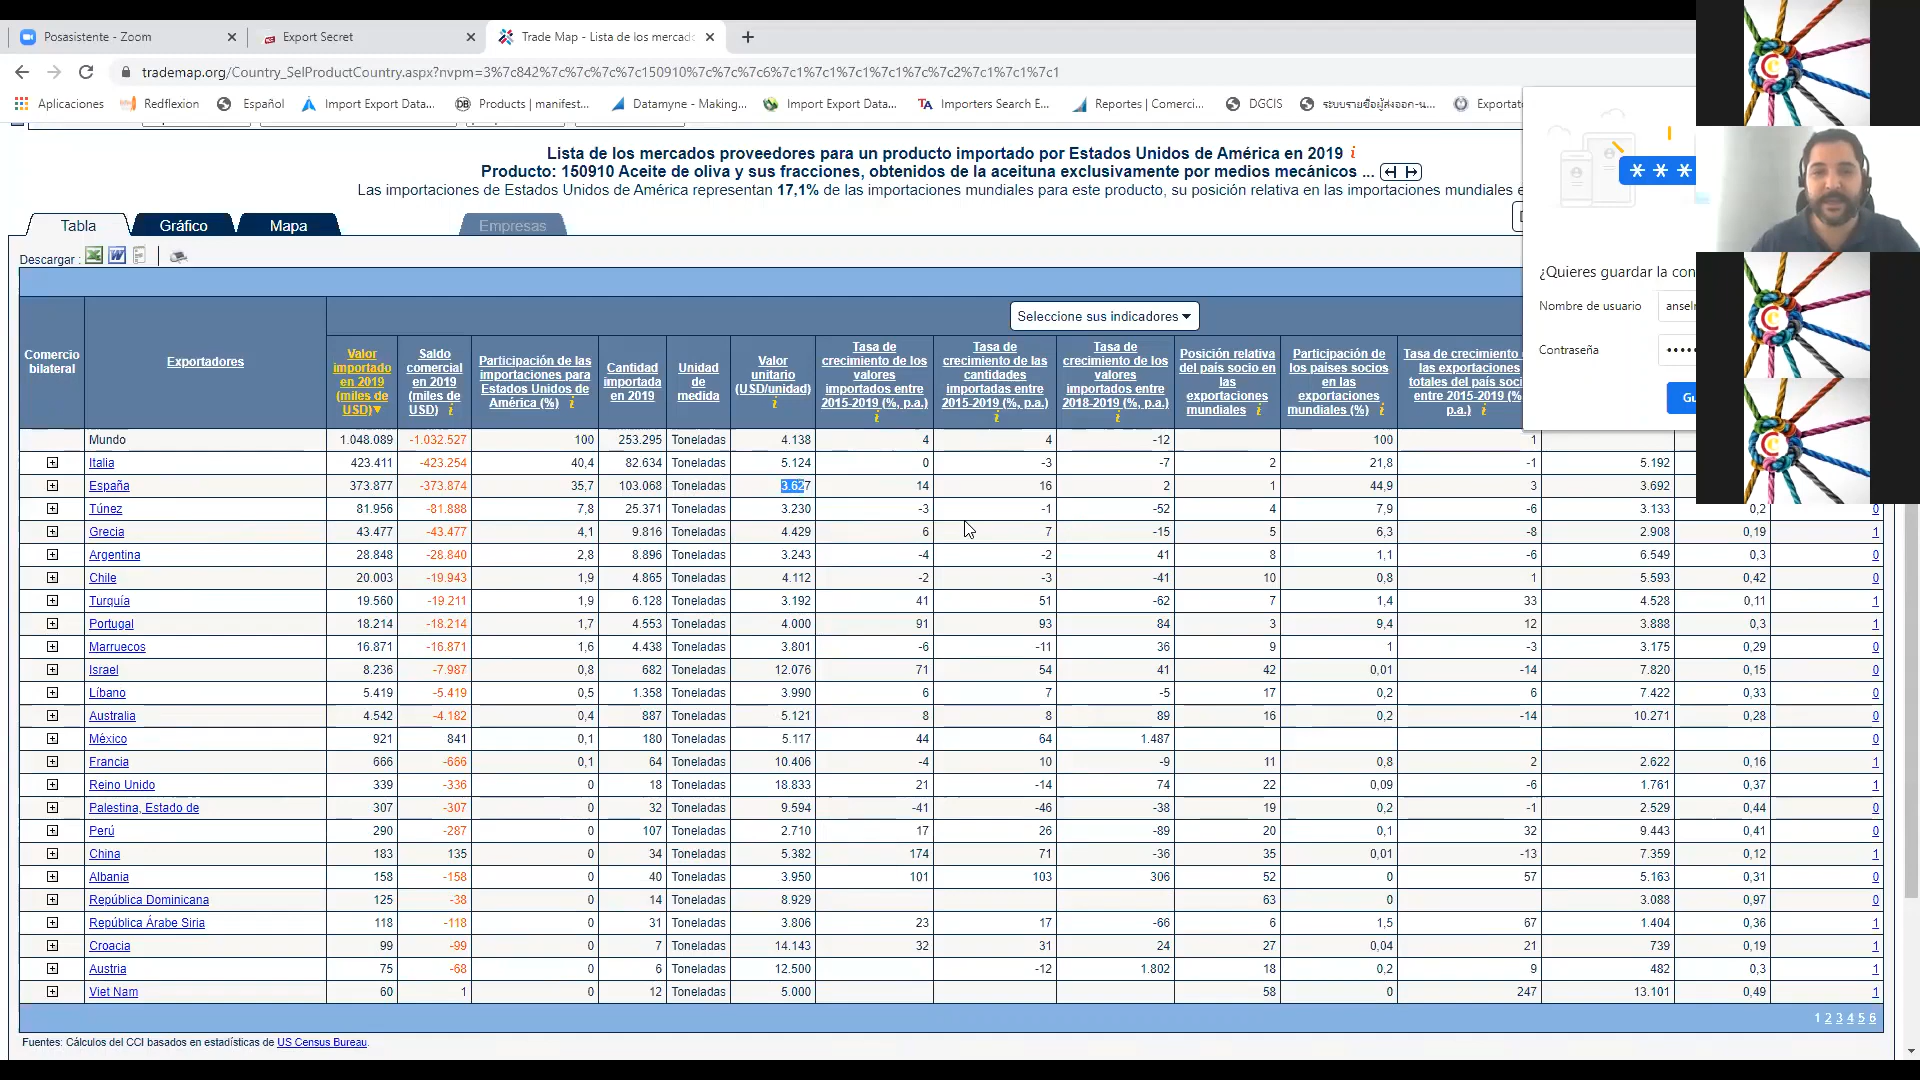 Posasistente - Zoom
Export Secret
Trade Map - Lista de los mercad
trademap.org/Country_SelProductCountry.aspx?nvpm=3%7c842%7c%7c%7c%7c150910%7c%7c%7c6%7c1%7c1%7c1%7c1%7c%7c2%7c1%7c1%7c1
Aplicaciones Redflexion Español Import Export Data... Products | manifest... Datamyne - Making... Import Export Data... Importers Search E... Reportes | Comerci... DGCIS ระบบรายชื่อผู้ส่งออก-น... Exportat
Lista de los mercados proveedores para un producto importado por Estados Unidos de América en 2019 i
Producto: 150910 Aceite de oliva y sus fracciones, obtenidos de la aceituna exclusivamente por medios mecánicos ...
Las importaciones de Estados Unidos de América representan 17,1% de las importaciones mundiales para este producto, su posición relativa en las importaciones mundiales e
Tabla Gráfico Mapa Empresas
Descargar :
Seleccione sus indicadores
Comercio bilateral
Exportadores
Valor importado en 2019 (miles de USD)
Saldo comercial en 2019 (miles de USD) i
Participación de las importaciones para Estados Unidos de América (%) i
Cantidad importada en 2019
Unidad de medida
Valor unitario (USD/unidad) i
Tasa de crecimiento de los valores importados entre 2015-2019 (%, p.a.) i
Tasa de crecimiento de las cantidades importadas entre 2015-2019 (%, p.a.) i
Tasa de crecimiento de los valores importados entre 2018-2019 (%, p.a.) i
Posición relativa del país socio en las exportaciones mundiales i
Participación de los países socios en las exportaciones mundiales (%) i
Tasa de crecimiento las exportaciones totales del país soci entre 2015-2019 (% p.a.) i
Mundo 1.048.089 -1.032.527 100 253.295 Toneladas 4.138 4 4 -12 100 1
Italia 423.411 -423.254 40,4 82.634 Toneladas 5.124 0 -3 -7 2 21,8 -1 5.192
España 373.877 -373.874 35,7 103.068 Toneladas 3.627 14 16 2 1 44,9 3 3.692
Túnez 81.956 -81.888 7,8 25.371 Toneladas 3.230 -3 -1 -52 4 7,9 -6 3.133 0,2 0
Grecia 43.477 -43.477 4,1 9.816 Toneladas 4.429 6 7 -15 5 6,3 -8 2.908 0,19 1
Argentina 28.848 -28.840 2,8 8.896 Toneladas 3.243 -4 -2 41 8 1,1 -6 6.549 0,3 0
Chile 20.003 -19.943 1,9 4.865 Toneladas 4.112 -2 -3 -41 10 0,8 1 5.593 0,42 0
Turquía 19.560 -19.211 1,9 6.128 Toneladas 3.192 41 51 -62 7 1,4 33 4.528 0,11 1
Portugal 18.214 -18.214 1,7 4.553 Toneladas 4.000 91 93 84 3 9,4 12 3.888 0,3 1
Marruecos 16.871 -16.871 1,6 4.438 Toneladas 3.801 -6 -11 36 9 1 -3 3.175 0,29 0
Israel 8.236 -7.987 0,8 682 Toneladas 12.076 71 54 41 42 0,01 -14 7.820 0,15 0
Líbano 5.419 -5.419 0,5 1.358 Toneladas 3.990 6 7 -5 17 0,2 6 7.422 0,33 0
Australia 4.542 -4.182 0,4 887 Toneladas 5.121 8 8 89 16 0,2 -14 10.271 0,28 0
México 921 841 0,1 180 Toneladas 5.117 44 64 1.487 0
Francia 666 -666 0,1 64 Toneladas 10.406 -4 10 -9 11 0,8 2 2.622 0,16 1
Reino Unido 339 -336 0 18 Toneladas 18.833 21 -14 74 22 0,09 -6 1.761 0,37 1
Palestina, Estado de 307 -307 0 32 Toneladas 9.594 -41 -46 -38 19 0,2 -1 2.529 0,44 0
Perú 290 -287 0 107 Toneladas 2.710 17 26 -89 20 0,1 32 9.443 0,41 0
China 183 135 0 34 Toneladas 5.382 174 71 -36 35 0,01 -13 7.359 0,12 1
Albania 158 -158 0 40 Toneladas 3.950 101 103 306 52 0 57 5.163 0,31 0
República Dominicana 125 -38 0 14 Toneladas 8.929 63 0 3.088 0,97 0
República Árabe Siria 118 -118 0 31 Toneladas 3.806 23 17 -66 6 1,5 67 1.404 0,36 1
Croacia 99 -99 0 7 Toneladas 14.143 32 31 24 27 0,04 21 739 0,19 1
Austria 75 -68 0 6 Toneladas 12.500 -12 1.802 18 0,2 9 482 0,3 1
Viet Nam 60 1 0 12 Toneladas 5.000 58 0 247 13.101 0,49 1
1 2 3 4 5 6
Fuentes: Cálculos del CCI basados en estadísticas de US Census Bureau.
¿Quieres guardar la con
Nombre de usuario anseln
Contraseña •••••
Gu